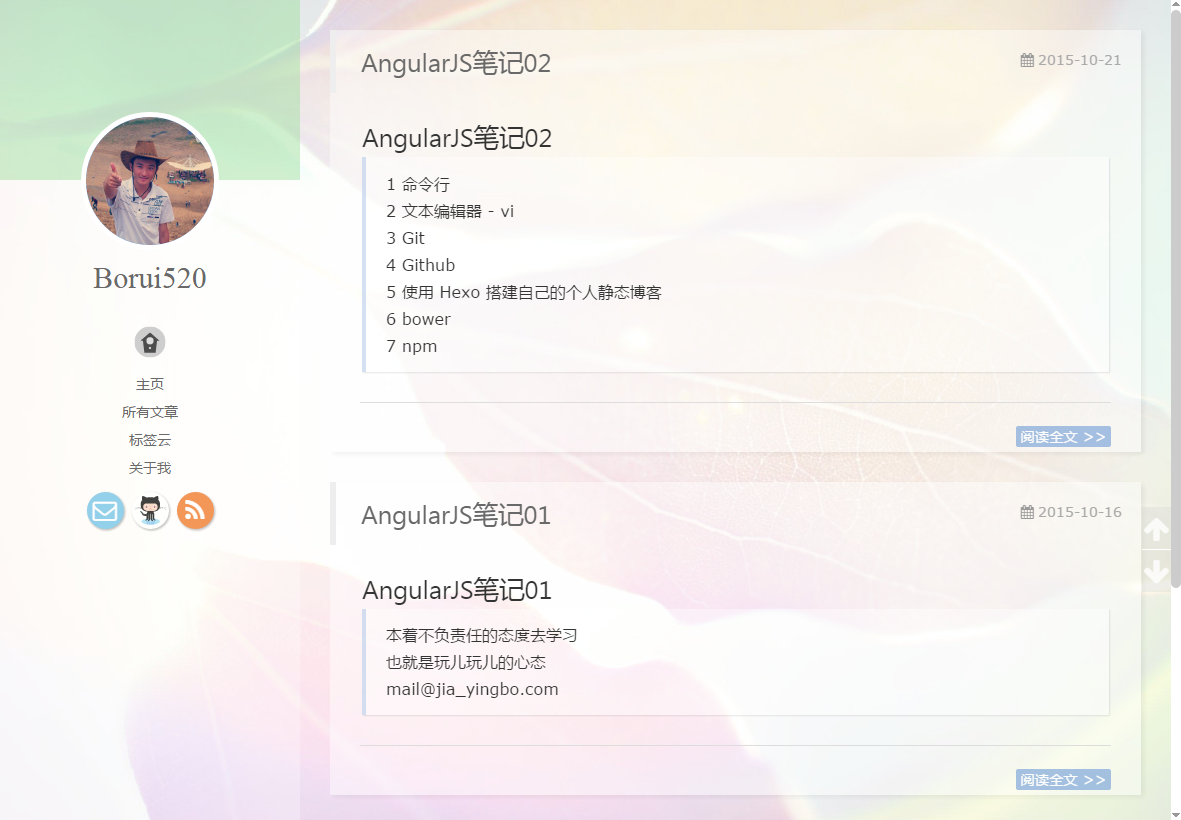 Borui520
主页
所有文章
标签云
关于我
AngularJS笔记02
2015-10-21
AngularJS笔记02
1 命令行
2 文本编辑器 - vi
3 Git
4 Github
5 使用 Hexo 搭建自己的个人静态博客
6 bower
7 npm
阅读全文 >>
AngularJS笔记01
2015-10-16
AngularJS笔记01
本着不负责任的态度去学习
也就是玩儿玩儿的心态
mail@jia_yingbo.com
阅读全文 >>